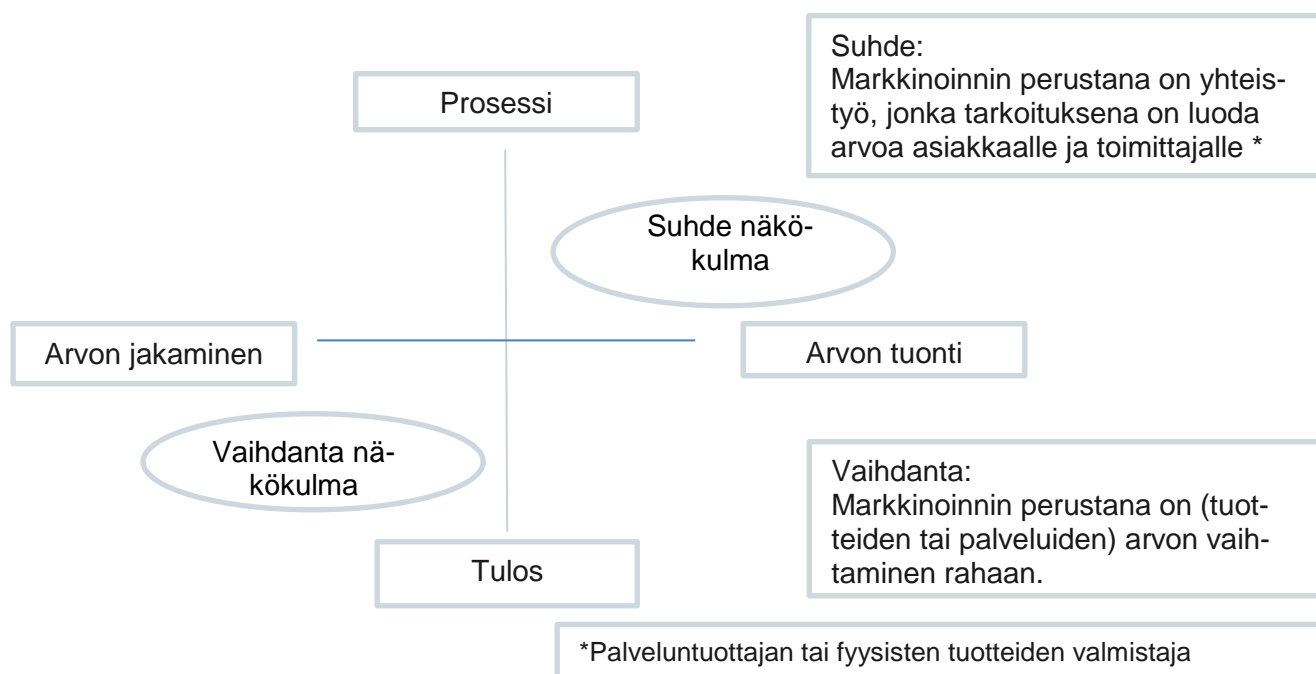 Suhde:
Markkinoinnin perustana on yhteis-
työ, jonka tarkoituksena on luoda
arvoa asiakkaalle ja toimittajalle *
Prosessi
Suhde näkö-
kulma
Arvon jakaminen
Arvon tuonti
Vaihdanta nä-
kökulma
Vaihdanta:
Markkinoinnin perustana on (tuot-
teiden tai palveluiden) arvon vaih-
taminen rahaan.
Tulos
*Palveluntuottajan tai fyysisten tuotteiden valmistaja